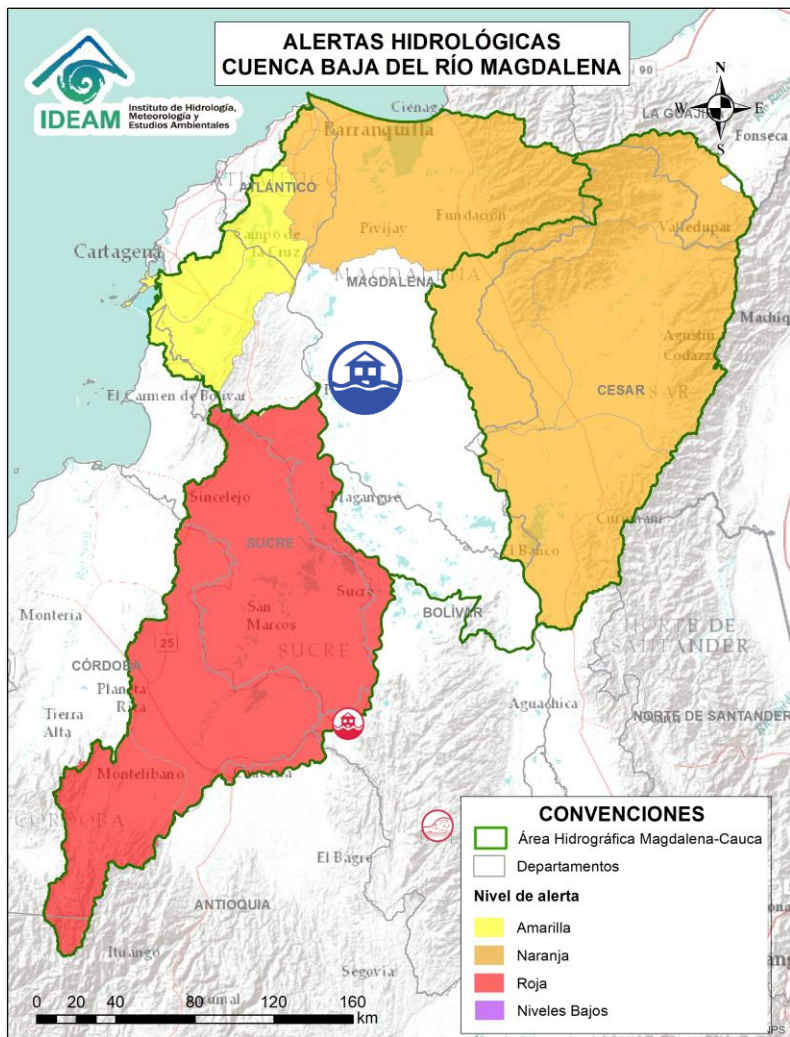 ALERTAS HIDROLÓGICAS
CUENCA BAJA DEL RÍO MAGDALENA
IDEAM
Instituto de Hidrología,
Meteorología y
Estudios Ambientales
N
W
E
S
90
Ciénaga
LA GUAJIRA
Fonseca
Barranquilla
ATLÁNTICO
Valledupar
Fundación
Pivijay
Campo de
la Cruz
Cartagena
MAGDALENA
MAGDALENA
Machiq
Agustín
Codazzi
CESAR
El Carmen de Bolívar
Sincelejo
Magangué
Curumaní
El Banco
SUCRE
Sucre
BOLÍVAR
San
Marcos
Montería
NORTE DE
SANTANDER
SUCRE
25
CÓRDOBA
Planeta
Rica
Aguachica
Tierra
Alta
NORTE DE SANTANDER
Montelíbano
CÓRDOBA
El Bagre
ANTIOQUIA
Ituango
Segovia
CONVENCIONES
Área Hidrográfica Magdalena-Cauca
Departamentos
Nivel de alerta
Amarilla
Naranja
Roja
Niveles Bajos
0 20 40 80 120 160
km